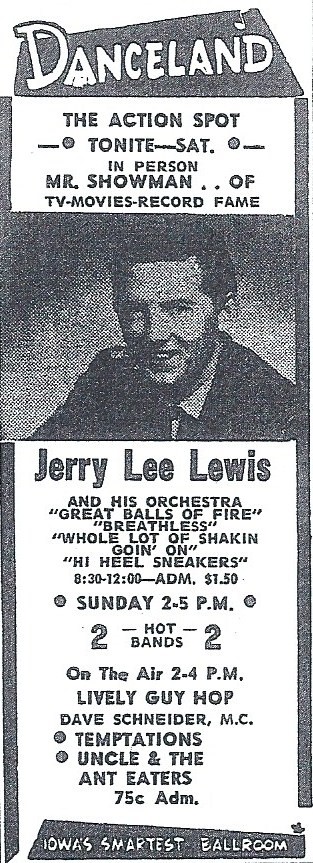 DANCELAND
THE ACTION SPOT
TONITE—SAT.
IN PERSON
MR. SHOWMAN . . OF
TV-MOVIES-RECORD FAME
Jerry Lee Lewis
AND HIS ORCHESTRA
"GREAT BALLS OF FIRE"
"BREATHLESS"
"WHOLE LOT OF SHAKIN
GOIN' ON"
"HI HEEL SNEAKERS"
8:30-12:00—ADM. $1.50
• SUNDAY 2-5 P.M. •
2 — HOT — 2
BANDS
On The Air 2-4 P.M.
LIVELY GUY HOP
DAVE SCHNEIDER, M.C.
• TEMPTATIONS
• UNCLE & THE
ANT EATERS
75c Adm.
IOWA'S SMARTEST BALLROOM